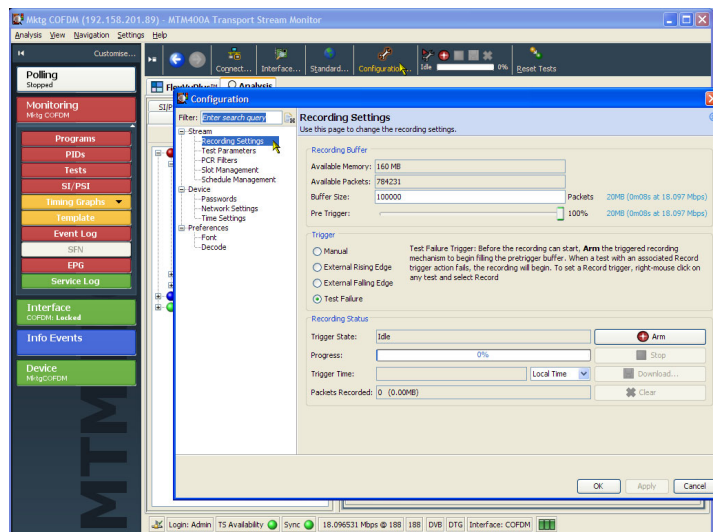 Mktg COFDM (192.158.201.89) - MTM400A Transport Stream Monitor
Analysis View Navigation Settings Help
Customise...
Connect... Interface... Standard... Configuration... Idle 0% Reset Tests
Polling
Stopped
Monitoring
Mktg COFDM
Programs
PIDs
Tests
SI/PSI
Timing Graphs
Template
Event Log
SFN
EPG
Service Log
Interface
COFDM: Locked
Info Events
Device
MktgCOFDM
MTM
FlexVuPlus™ Analysis
SI/P
Configuration
Filter: Enter search query
Stream
Recording Settings
Test Parameters
PCR Filters
Slot Management
Schedule Management
Device
Passwords
Network Settings
Time Settings
Preferences
Font
Decode
Recording Settings
Use this page to change the recording settings.
Recording Buffer
Available Memory: 160 MB
Available Packets: 784231
Buffer Size: 100000 Packets 20MB (0m08s at 18.097 Mbps)
Pre Trigger: 100% 20MB (0m08s at 18.097 Mbps)
Trigger
Manual
External Rising Edge
External Falling Edge
Test Failure
Test Failure Trigger: Before the recording can start, Arm the triggered recording
mechanism to begin filling the pretrigger buffer. When a
test with an associated Record
trigger action fails, the recording will begin. To set a Record trigger, right-mouse click on
any test and select Record
Recording Status
Trigger State: Idle Arm
Progress: 0% Stop
Trigger Time: Local Time Download...
Packets Recorded: 0 (0.00MB) Clear
OK Apply Cancel
Login: Admin TS Availability Sync 18.096531 Mbps @ 188 188 DVB DTG Interface: COFDM